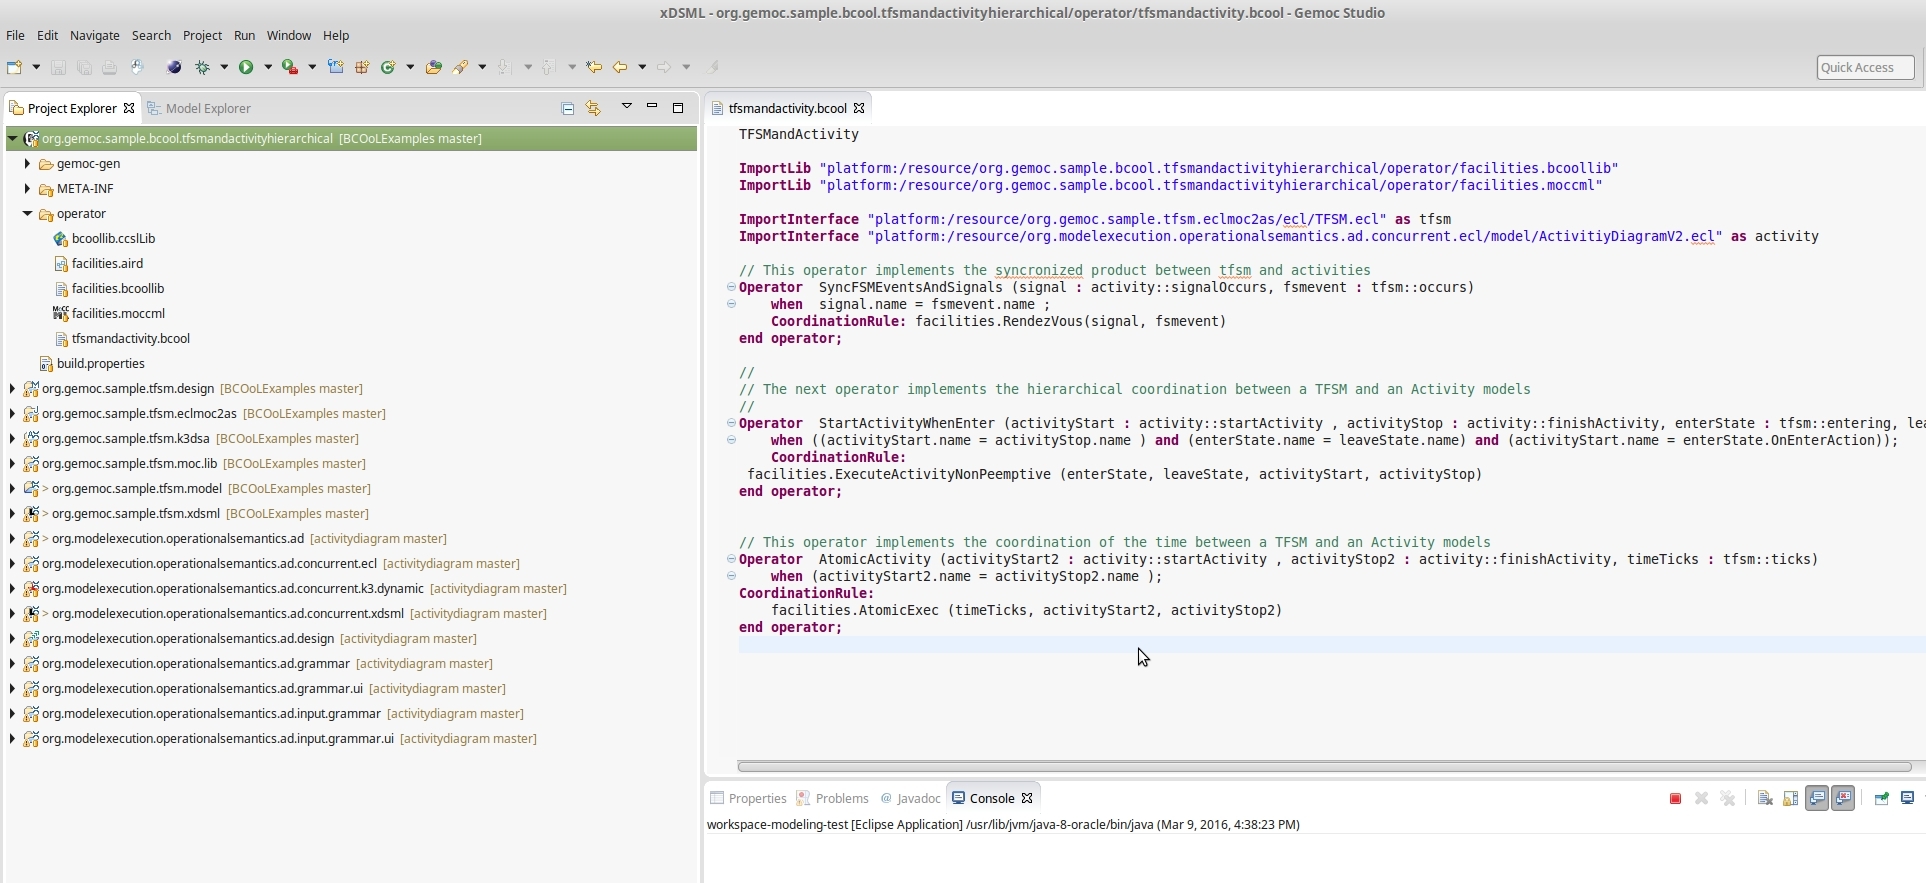 xDSML - org.gemoc.sample.bcool.tfsmandactivityhierarchical/operator/tfsmandactivity.bcool - Gemoc Studio
File Edit Navigate Search Project Run Window Help
Quick Access
Project Explorer Model Explorer
org.gemoc.sample.bcool.tfsmandactivityhierarchical [BCOoLExamples master]
gemoc-gen
META-INF
operator
bcoollib.ccslLib
facilities.aird
facilities.bcoollib
facilities.moccml
tfsmandactivity.bcool
build.properties
org.gemoc.sample.tfsm.design [BCOoLExamples master]
org.gemoc.sample.tfsm.eclmoc2as [BCOoLExamples master]
org.gemoc.sample.tfsm.k3dsa [BCOoLExamples master]
org.gemoc.sample.tfsm.moc.lib [BCOoLExamples master]
> org.gemoc.sample.tfsm.model [BCOoLExamples master]
> org.gemoc.sample.tfsm.xdsml [BCOoLExamples master]
> org.modelexecution.operationalsemantics.ad [activitydiagram master]
org.modelexecution.operationalsemantics.ad.concurrent.ecl [activitydiagram master]
org.modelexecution.operationalsemantics.ad.concurrent.k3.dynamic [activitydiagram master]
> org.modelexecution.operationalsemantics.ad.concurrent.xdsml [activitydiagram master]
org.modelexecution.operationalsemantics.ad.design [activitydiagram master]
org.modelexecution.operationalsemantics.ad.grammar [activitydiagram master]
org.modelexecution.operationalsemantics.ad.grammar.ui [activitydiagram master]
org.modelexecution.operationalsemantics.ad.input.grammar [activitydiagram master]
org.modelexecution.operationalsemantics.ad.input.grammar.ui [activitydiagram master]
tfsmandactivity.bcool
TFSMandActivity
ImportLib "platform:/resource/org.gemoc.sample.bcool.tfsmandactivityhierarchical/operator/facilities.bcoollib"
ImportLib "platform:/resource/org.gemoc.sample.bcool.tfsmandactivityhierarchical/operator/facilities.moccml"
ImportInterface "platform:/resource/org.gemoc.sample.tfsm.eclmoc2as/ecl/TFSM.ecl" as tfsm
ImportInterface "platform:/resource/org.modelexecution.operationalsemantics.ad.concurrent.ecl/model/ActivitiyDiagramV2.ecl" as activity
// This operator implements the syncronized product between tfsm and activities
Operator SyncFSMEventsAndSignals (signal : activity::signalOccurs, fsmevent : tfsm::occurs)
when signal.name = fsmevent.name ;
CoordinationRule: facilities.RendezVous(signal, fsmevent)
end operator;
//
// The next operator implements the hierarchical coordination between a TFSM and an Activity models
//
Operator StartActivityWhenEnter (activityStart : activity::startActivity , activityStop : activity::finishActivity, enterState : tfsm::entering, lea
when ((activityStart.name = activityStop.name ) and (enterState.name = leaveState.name) and (activityStart.name = enterState.OnEnterAction));
CoordinationRule:
facilities.ExecuteActivityNonPeemptive (enterState, leaveState, activityStart, activityStop)
end operator;
// This operator implements the coordination of the time between a TFSM and an Activity models
Operator AtomicActivity (activityStart2 : activity::startActivity , activityStop2 : activity::finishActivity, timeTicks : tfsm::ticks)
when (activityStart2.name = activityStop2.name );
CoordinationRule:
facilities.AtomicExec (timeTicks, activityStart2, activityStop2)
end operator;
Properties Problems @ Javadoc Console
workspace-modeling-test [Eclipse Application] /usr/lib/jvm/java-8-oracle/bin/java (Mar 9, 2016, 4:38:23 PM)